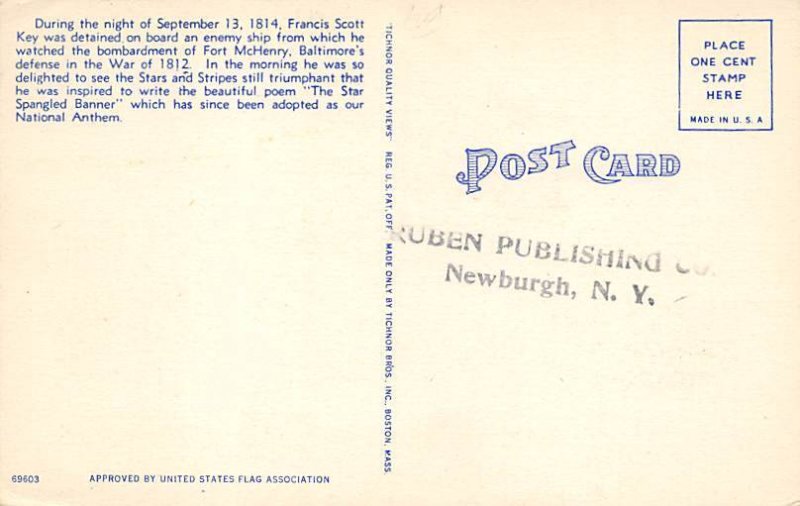 During the night of September 13, 1814, Francis Scott
Key was detained on board an enemy ship from which he
watched the bombardment of Fort McHenry, Baltimore's
defense in the War of 1812. In the morning he was so
delighted to see the Stars and Stripes still triumphant that
he was inspired to write the beautiful poem "The Star
Spangled Banner" which has since been adopted as our
National Anthem.
69603
APPROVED BY UNITED STATES FLAG ASSOCIATION
"TICHNOR QUALITY VIEWS" REG. U. S. PAT. OFF. MADE ONLY BY TICHNOR BROS., INC., BOSTON, MASS.
PLACE
ONE CENT
STAMP
HERE
MADE IN U. S. A
POST CARD
RUBEN PUBLISHING CO.
Newburgh, N. Y.